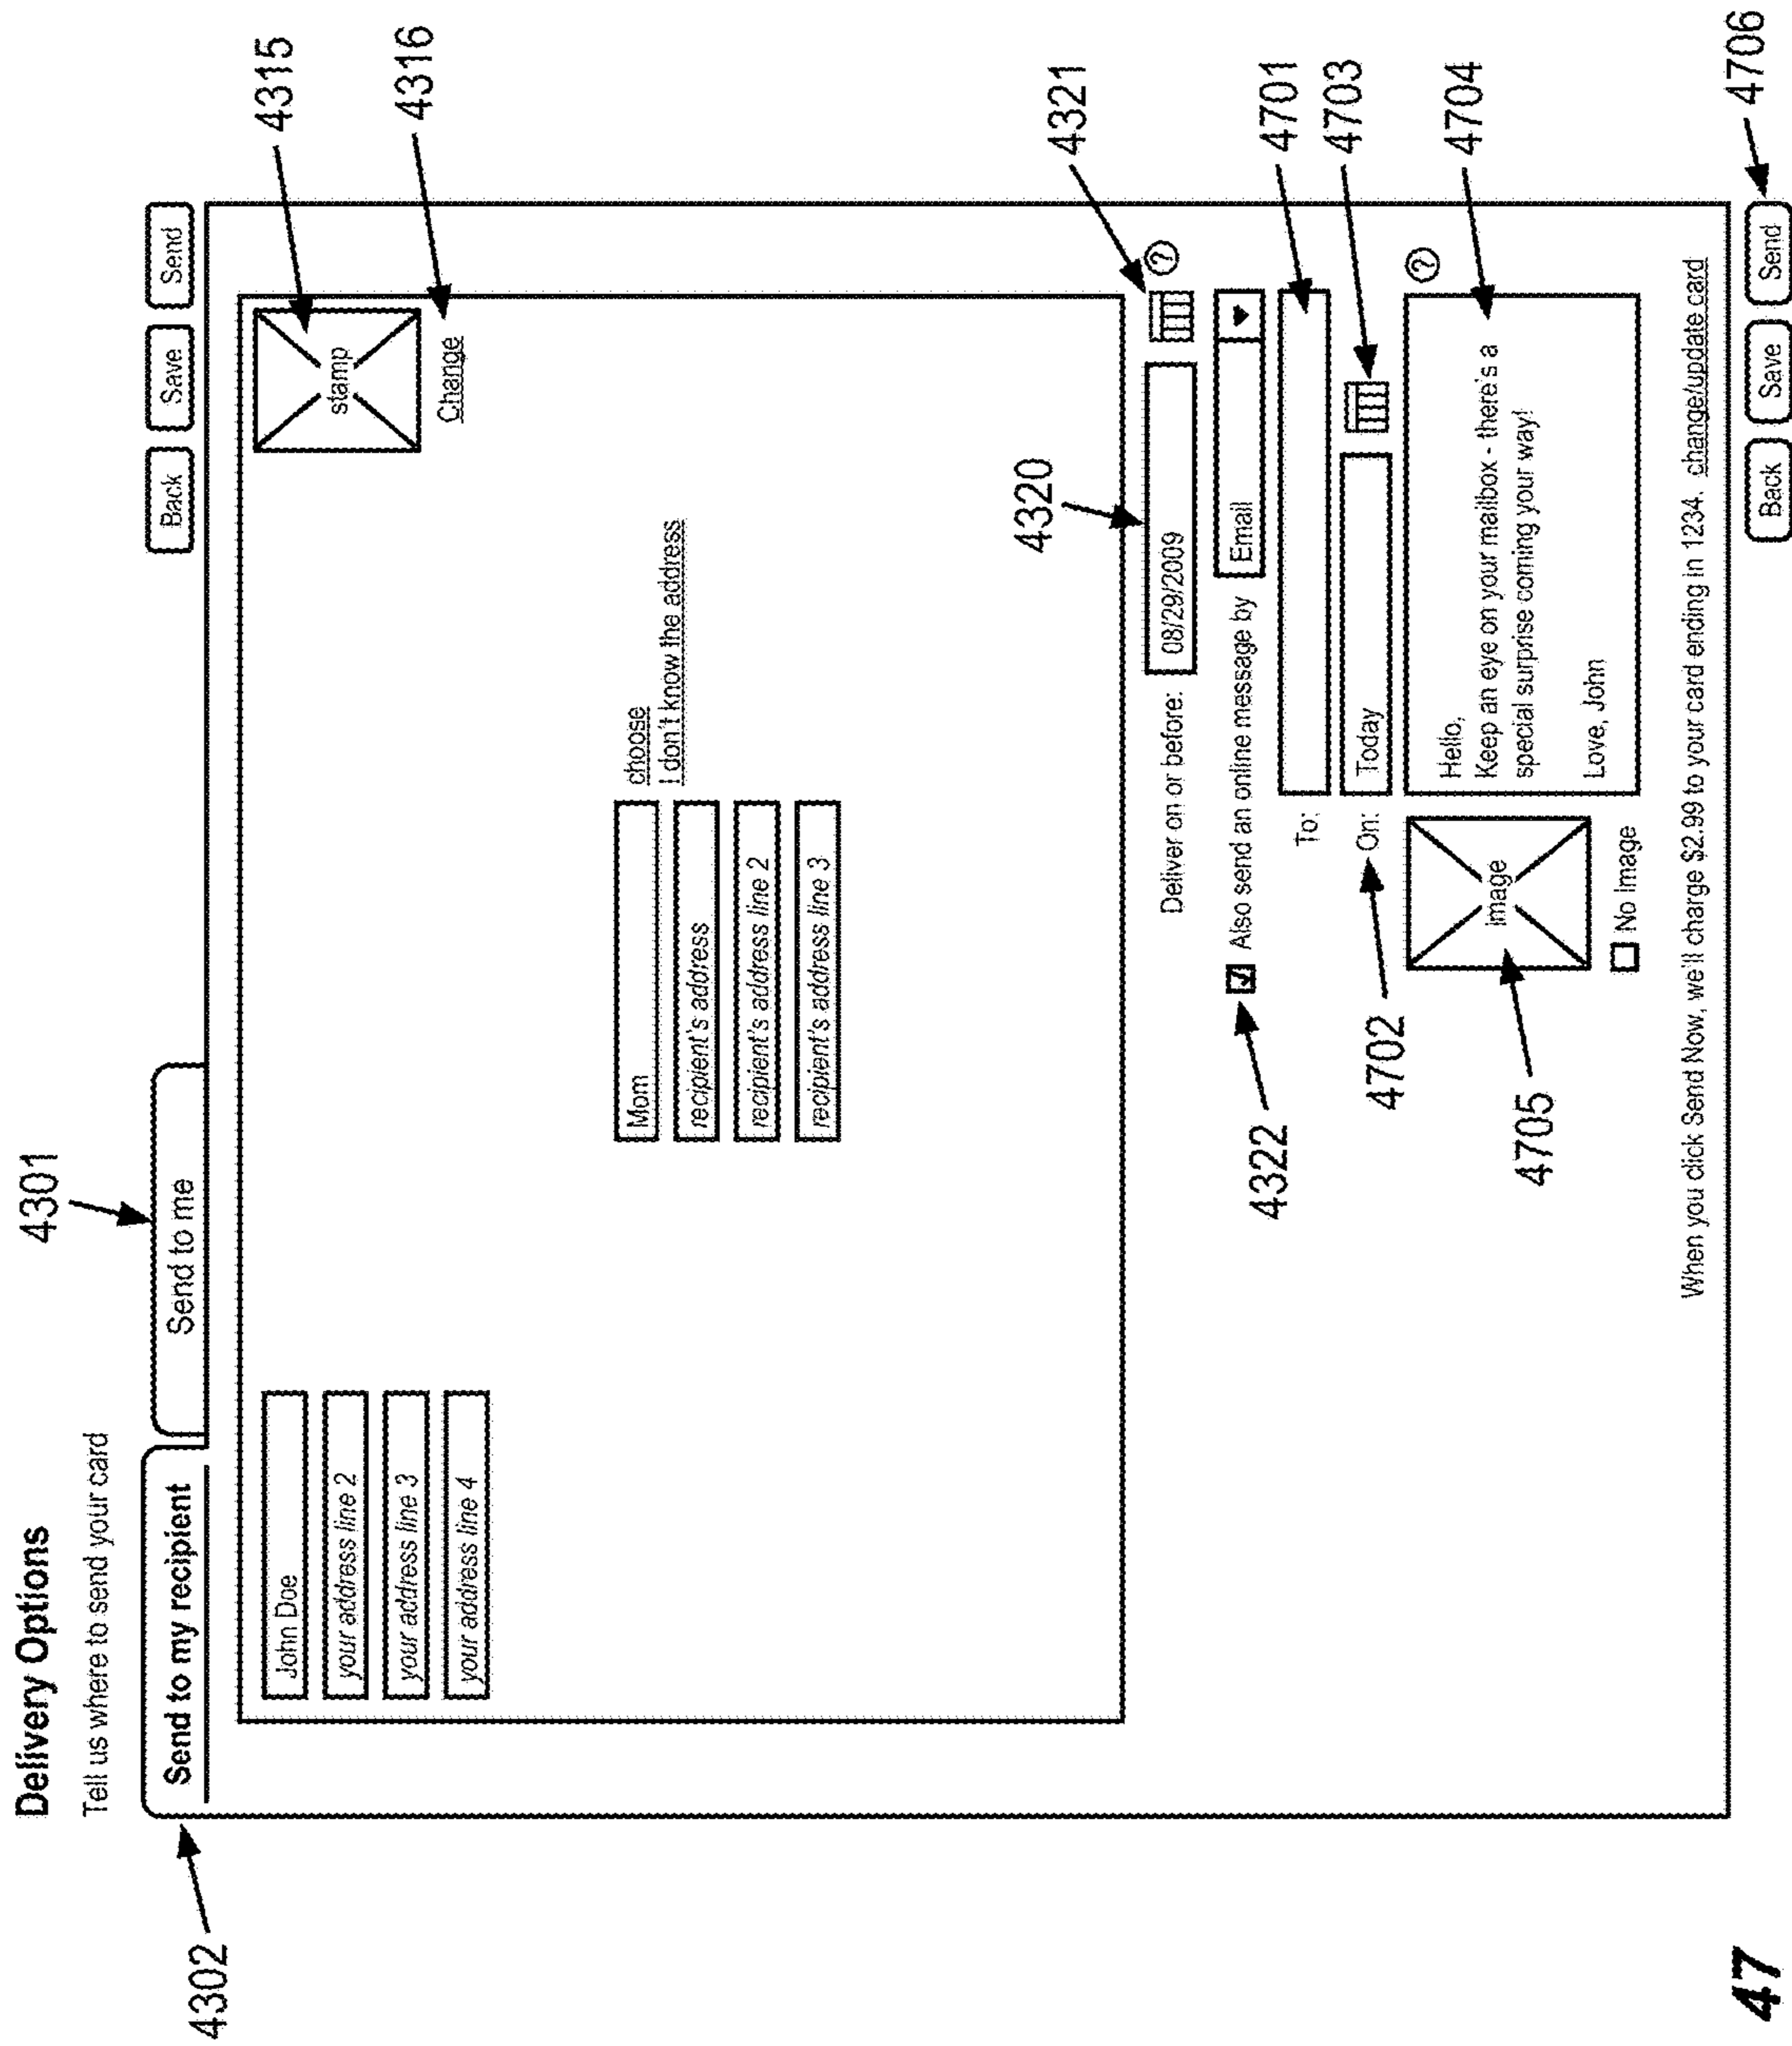 Delivery Options
4301
Tell us where to send your card
4302
Send to my recipient
Send to me
Back
Save
Send
John Doe
your address line 2
your address line 3
your address line 4
stamp
4315
Change
4316
Mom
choose
recipient's address
I don't know the address
recipient's address line 2
recipient's address line 3
4320
4321
Deliver on or before:
08/29/2009
?
4322
Also send an online message by
Email
To:
4701
4702
On:
Today
4703
4705
image
Hello,
Keep an eye on your mailbox - there's a
special surprise coming your way!
Love, John
?
4704
No Image
When you click Send Now, we'll charge $2.99 to your card ending in 1234. change/update card
Back
Save
Send
4706
47